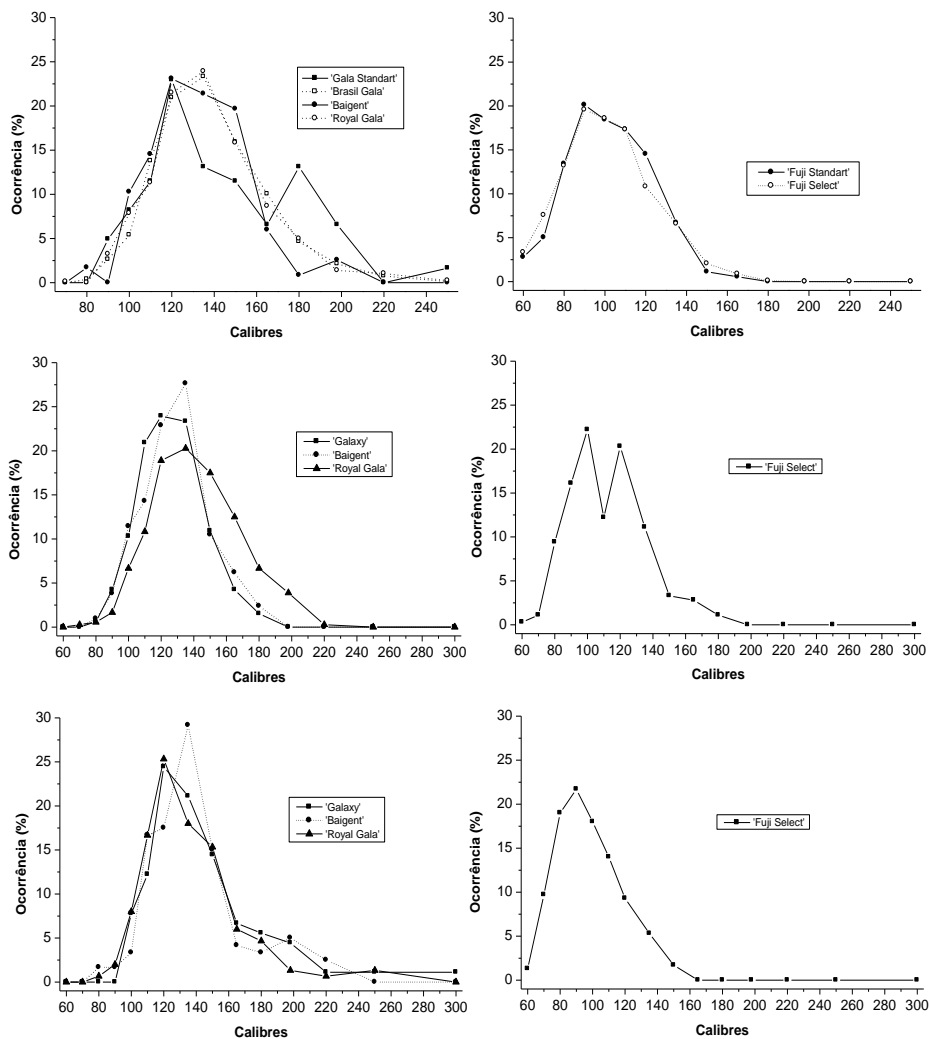 30
25
20
15
10
5
0
Ocorrência (%)
'Gala Standart'
'Brasil Gala'
'Baigent'
'Royal Gala'
80 100 120 140 160 180 200 220 240
Calibres
30
25
20
15
10
5
0
Ocorrência (%)
'Fuji Standart'
'Fuji Select'
60 80 100 120 140 160 180 200 220 240
Calibres
30
25
20
15
10
5
0
Ocorrência (%)
'Galaxy'
'Baigent'
'Royal Gala'
60 80 100 120 140 160 180 200 220 240 260 280 300
Calibres
30
25
20
15
10
5
0
Ocorrência (%)
'Fuji Select'
60 80 100 120 140 160 180 200 220 240 260 280 300
Calibres
30
25
20
15
10
5
0
Ocorrência (%)
'Galaxy'
'Baigent'
'Royal Gala'
60 80 100 120 140 160 180 200 220 240 260 280 300
Calibres
30
25
20
15
10
5
0
Ocorrência (%)
'Fuji Select'
60 80 100 120 140 160 180 200 220 240 260 280 300
Calibres